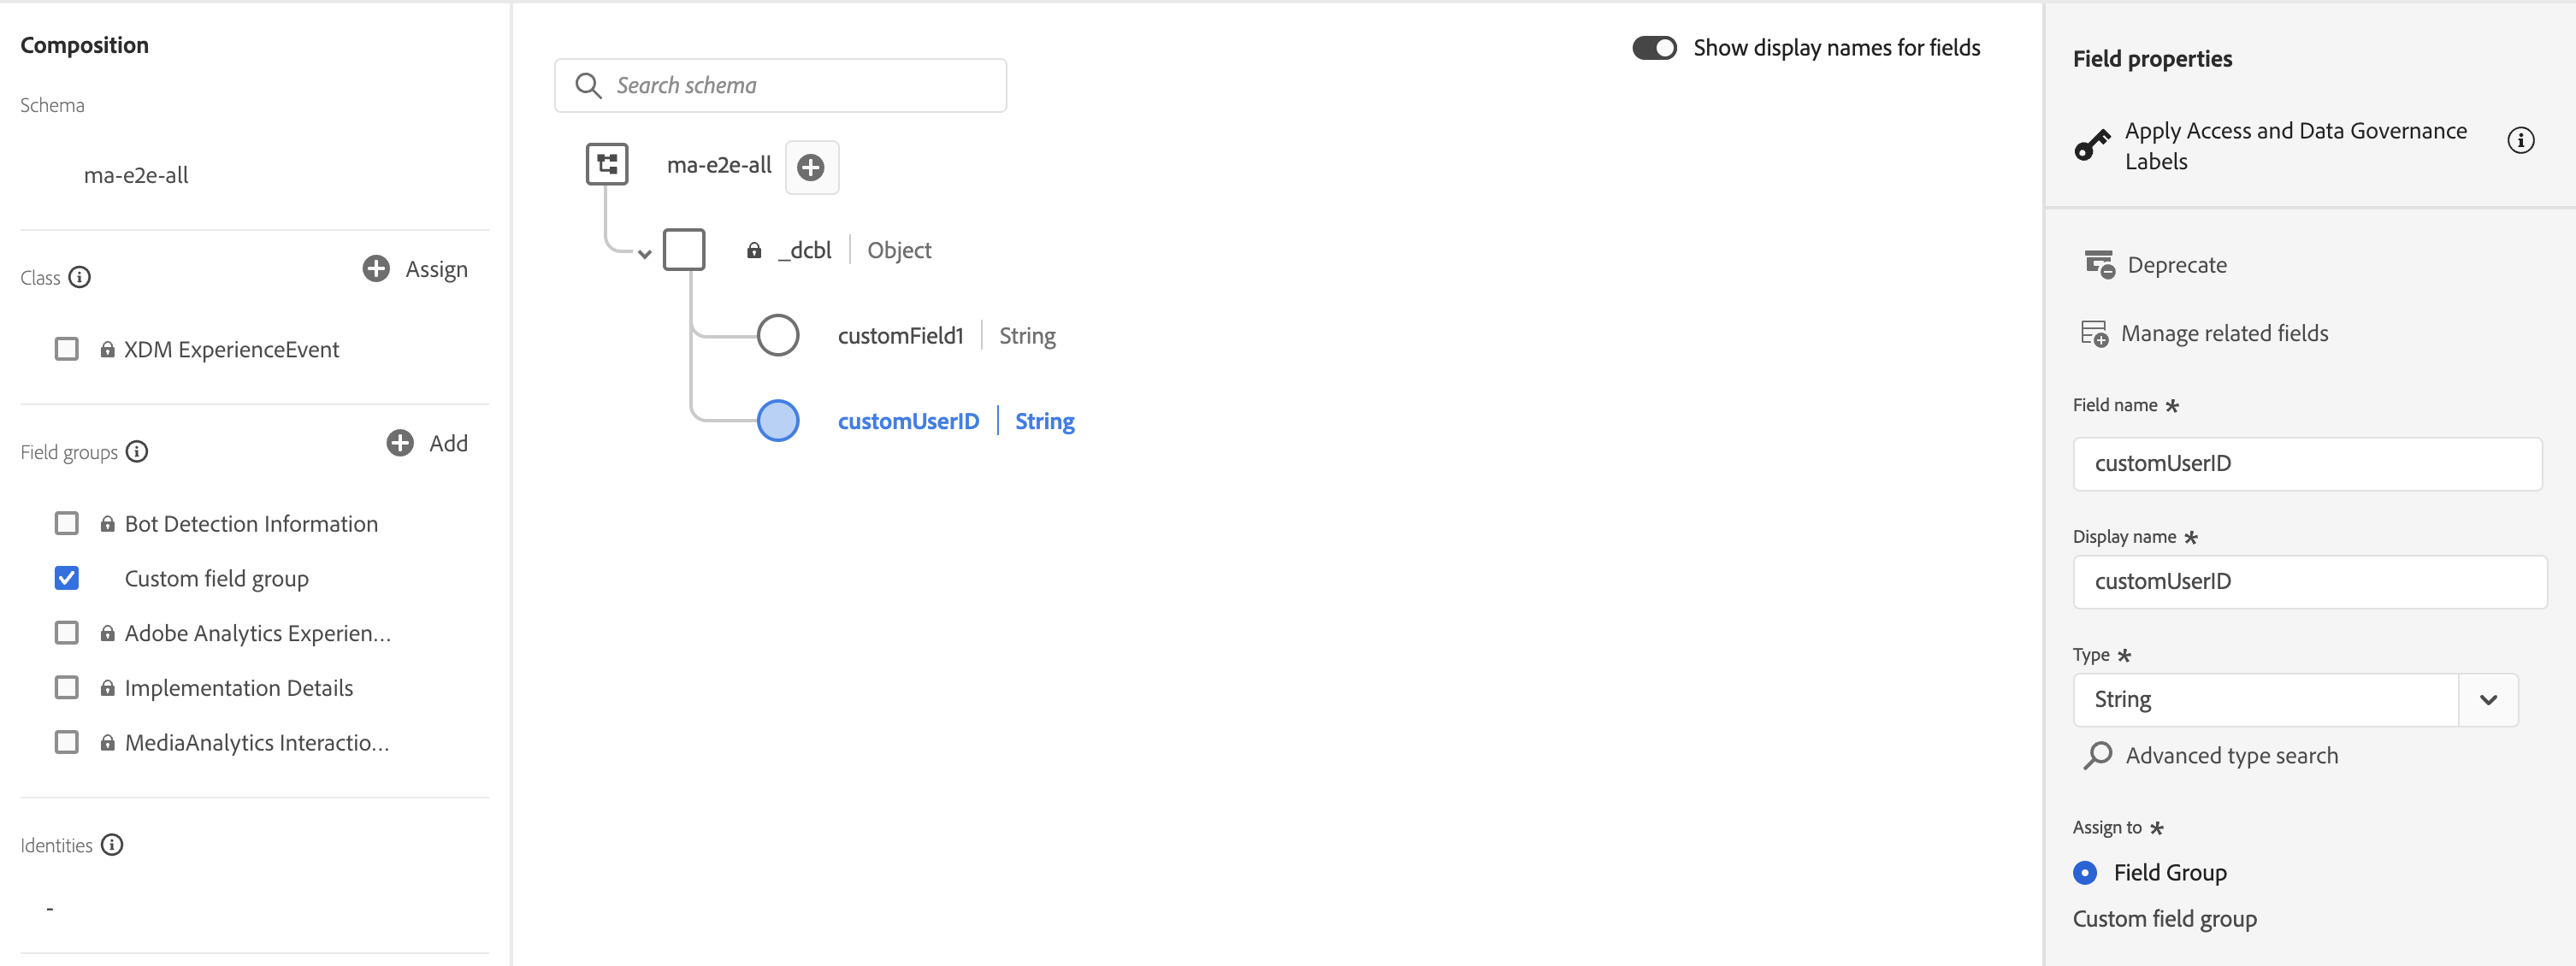 Composition
Schema
ma-e2e-all
Class
Assign
XDM ExperienceEvent
Field groups
Add
Bot Detection Information
Custom field group
Adobe Analytics Experien...
Implementation Details
MediaAnalytics Interactio...
Identities
-
Show display names for fields
Search schema
ma-e2e-all
_dcbl | Object
customField1 | String
customUserID | String
Field properties
Apply Access and Data Governance
Labels
Deprecate
Manage related fields
Field name *
customUserID
Display name *
customUserID
Type *
String
Advanced type search
Assign to *
Field Group
Custom field group